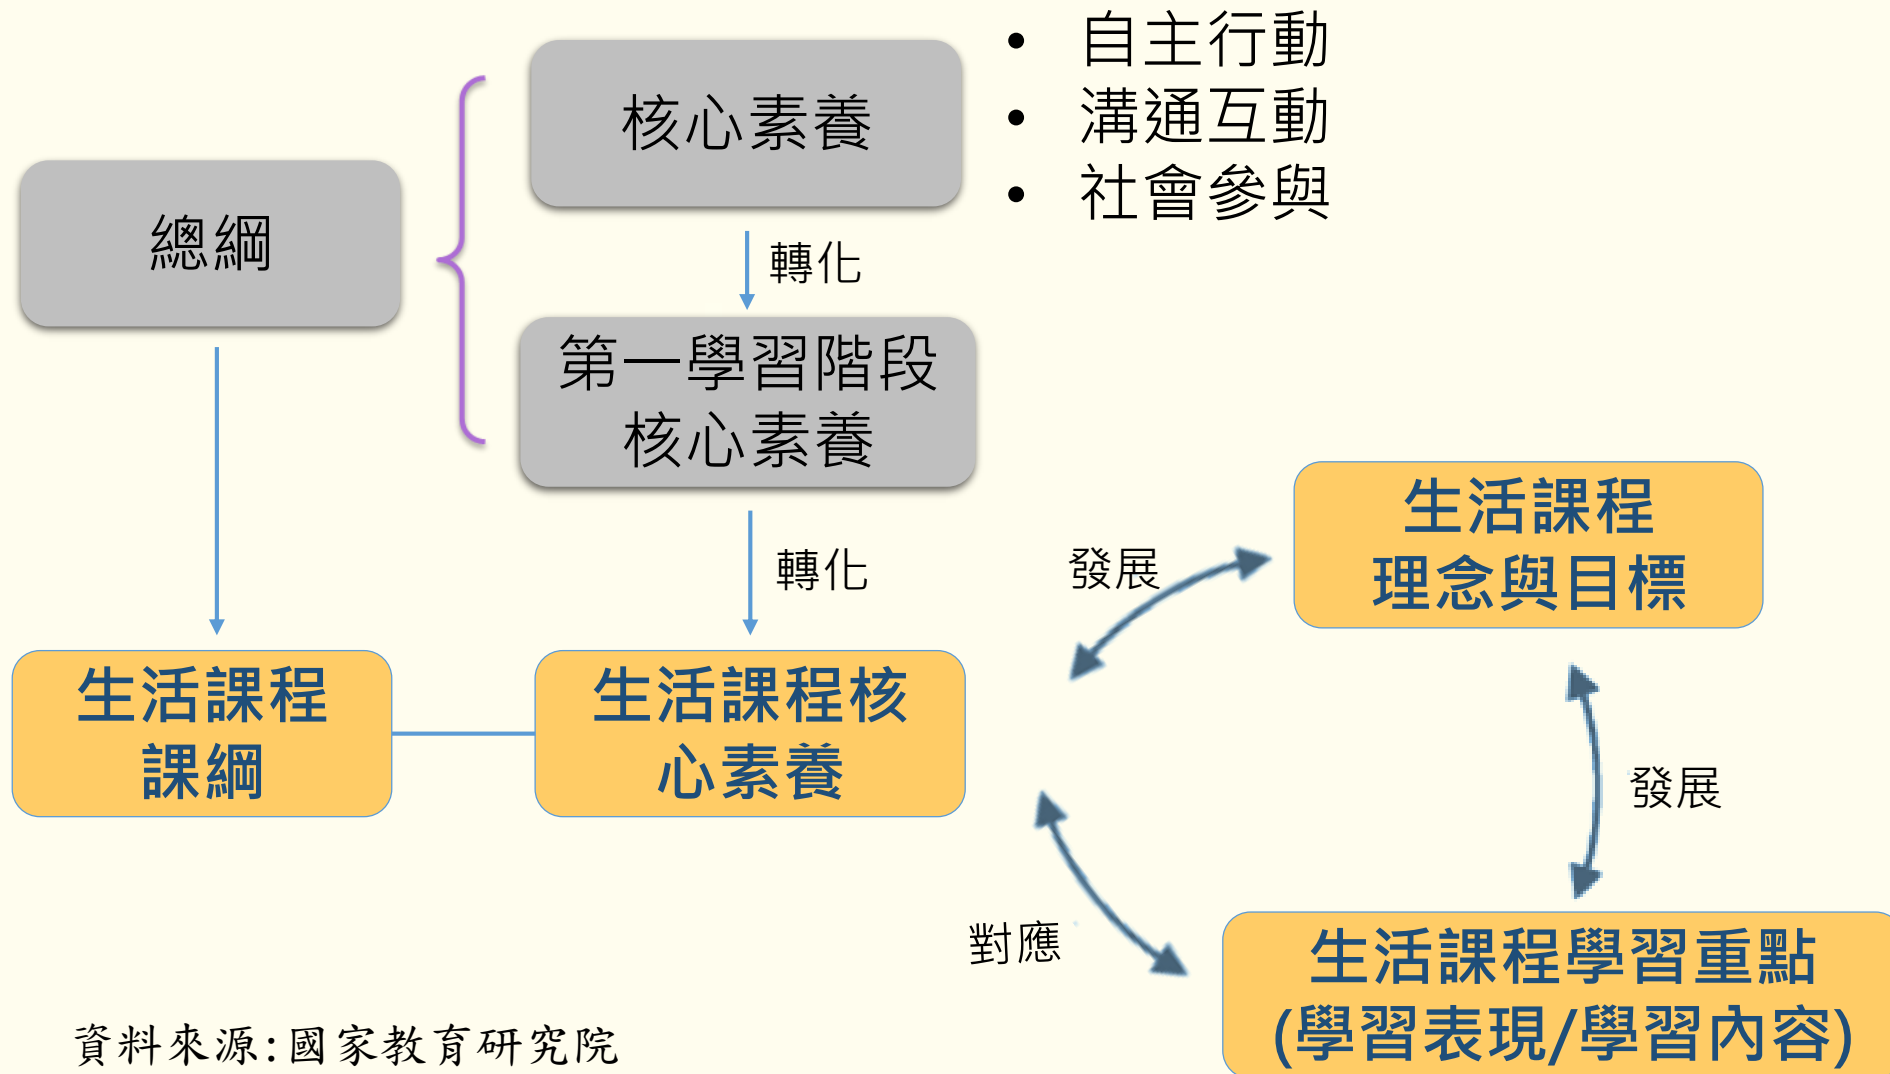 核心素養
• 自主行動
• 溝通互動
• 社會參與
總綱
轉化
第一學習階段
核心素養
轉化
發展
生活課程
理念與目標
生活課程
課綱
生活課程核
心素養
發展
對應
生活課程學習重點
(學習表現/學習內容)
資料來源:國家教育研究院